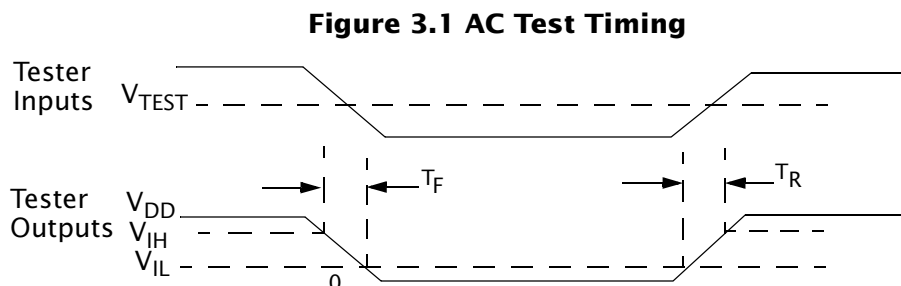 Figure 3.1 AC Test Timing
Tester
Inputs
VTEST
TF
TR
Tester
Outputs
VDD
VIH
VIL
0